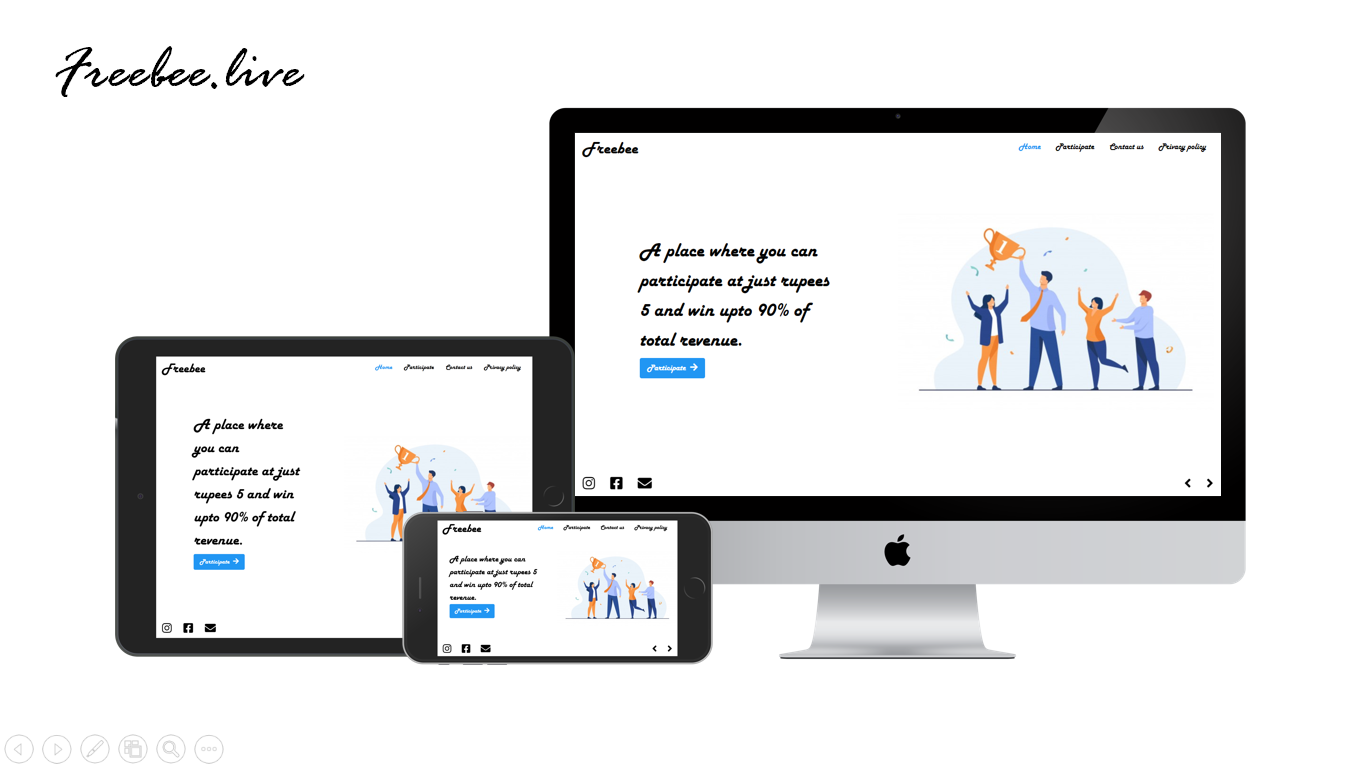 Freebee.live
Freebee
Home Participate Contact us Privacy policy
A place where you can
participate at just rupees
5 and win upto 90% of
total revenue.
Participate
1
Freebee
Home Participate Contact us Privacy policy
A place where
you can
participate at just
rupees 5 and win
upto 90% of total
revenue.
Participate
1
Freebee
Home Participate Contact us Privacy policy
A place where you can
participate at just rupees 5
and win upto 90% of total
revenue.
Participate
1